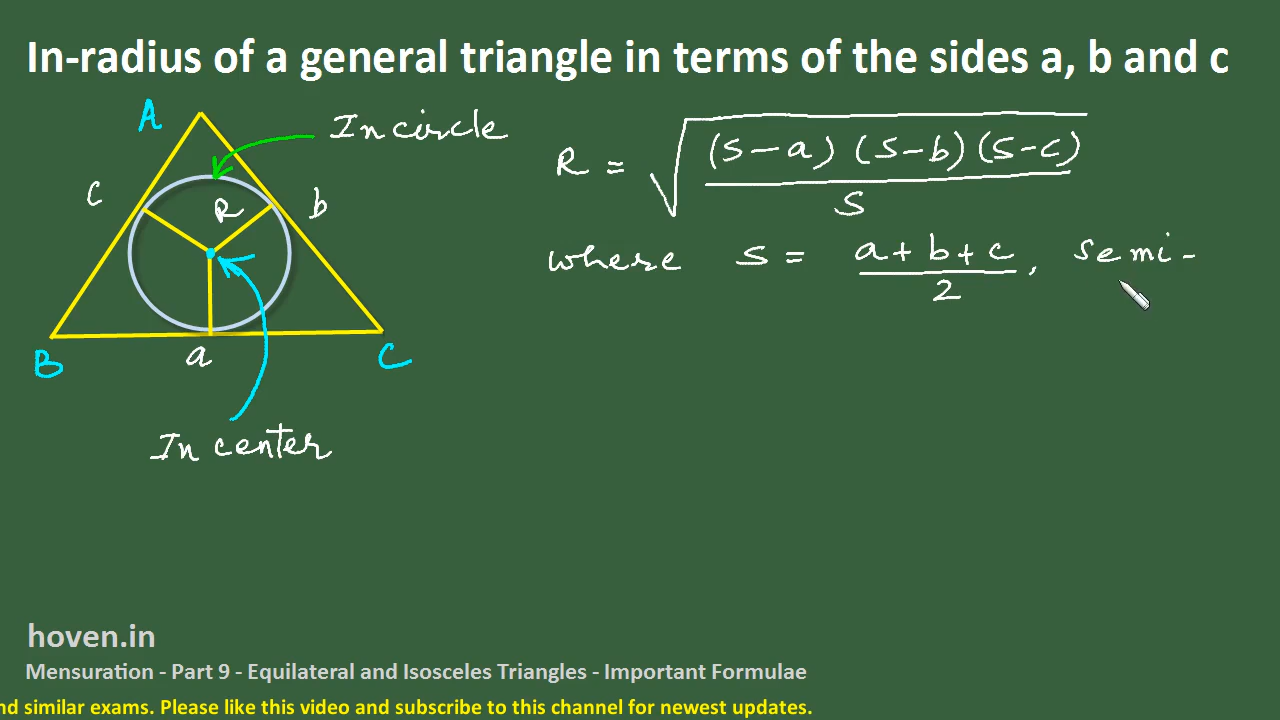 In-radius of a general triangle in terms of the sides a, b and c
A
In circle
c
R
b
B
a
C
In center
R = √((s-a) (s-b) (s-c) / s)
where s = (a+b+c) / 2, semi-
hoven.in
Mensuration - Part 9 - Equilateral and Isosceles Triangles - Important Formulae
nd similar exams. Please like this video and subscribe to this channel for newest updates.